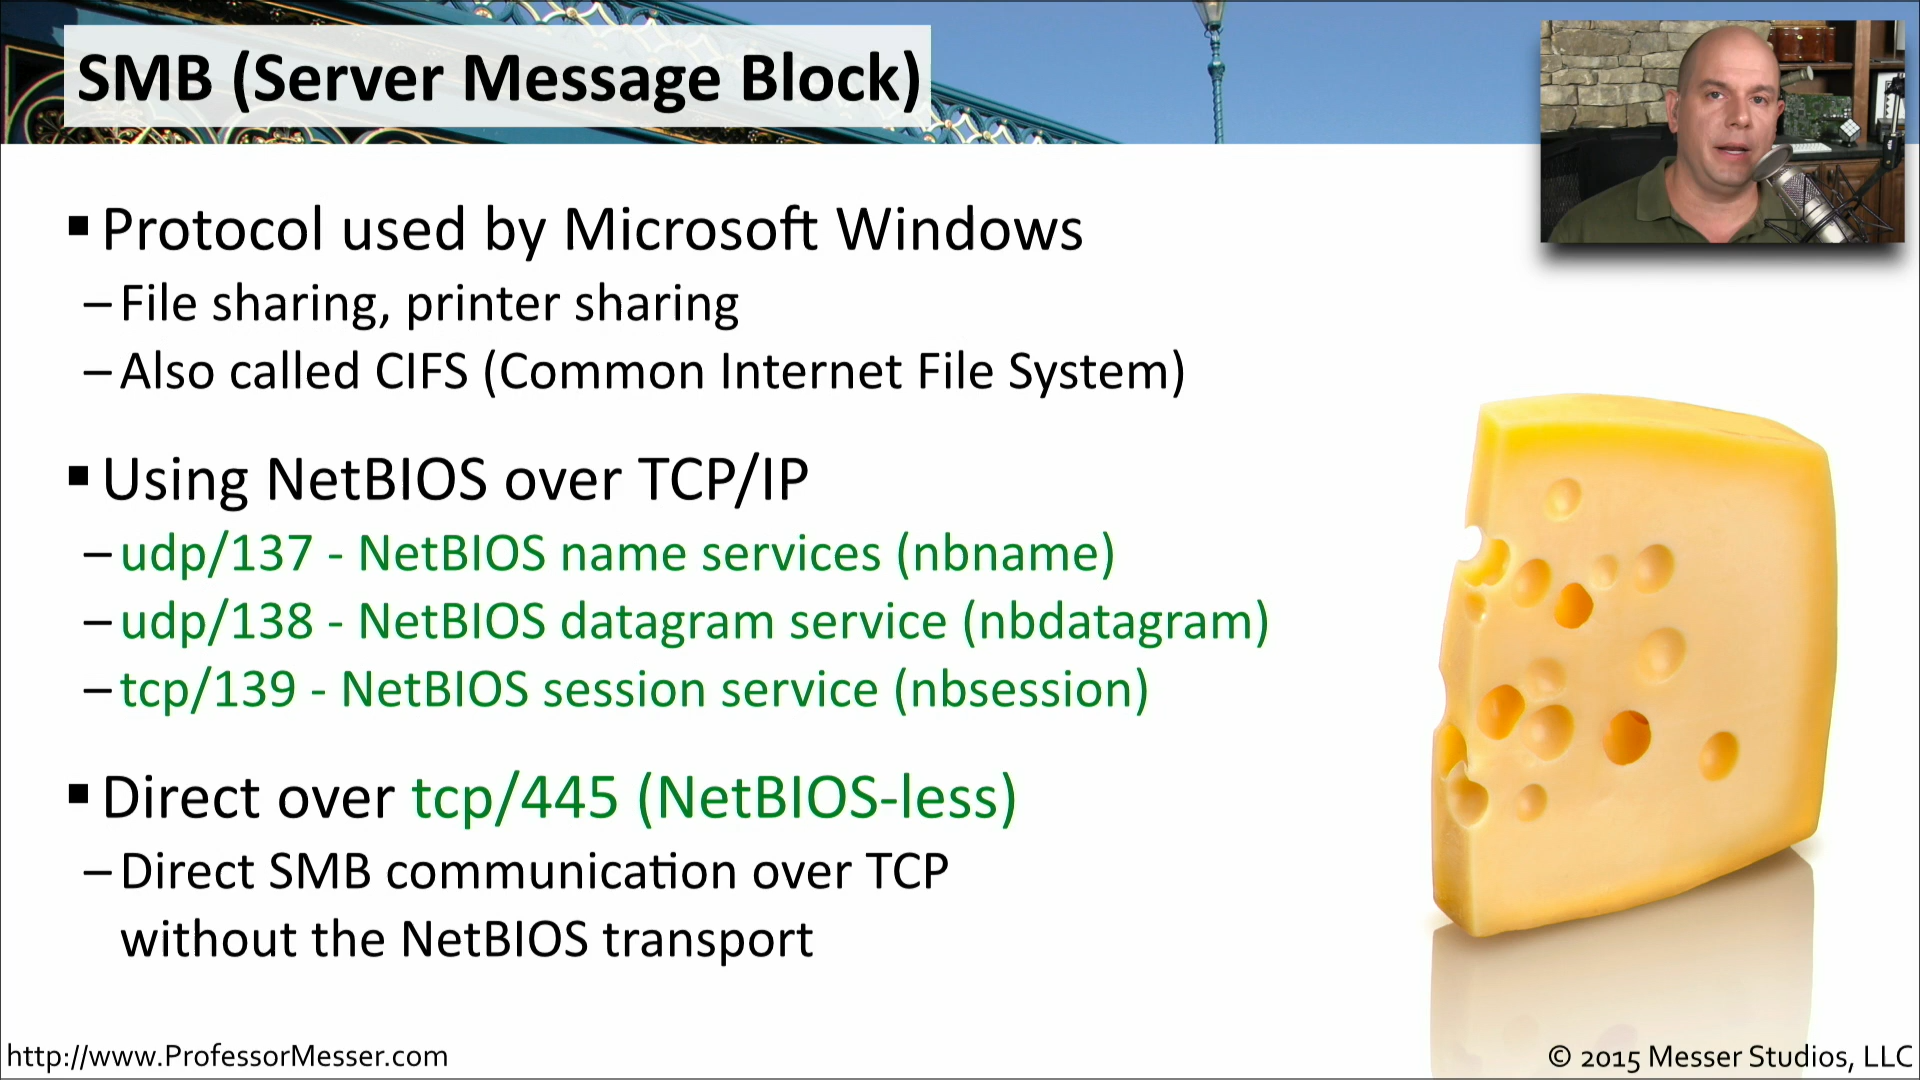 SMB (Server Message Block)
▪ Protocol used by Microsoft Windows
– File sharing, printer sharing
– Also called CIFS (Common Internet File System)
▪ Using NetBIOS over TCP/IP
– udp/137 - NetBIOS name services (nbname)
– udp/138 - NetBIOS datagram service (nbdatagram)
– tcp/139 - NetBIOS session service (nbsession)
▪ Direct over tcp/445 (NetBIOS-less)
– Direct SMB communication over TCP
without the NetBIOS transport
http://www.ProfessorMesser.com
© 2015 Messer Studios, LLC